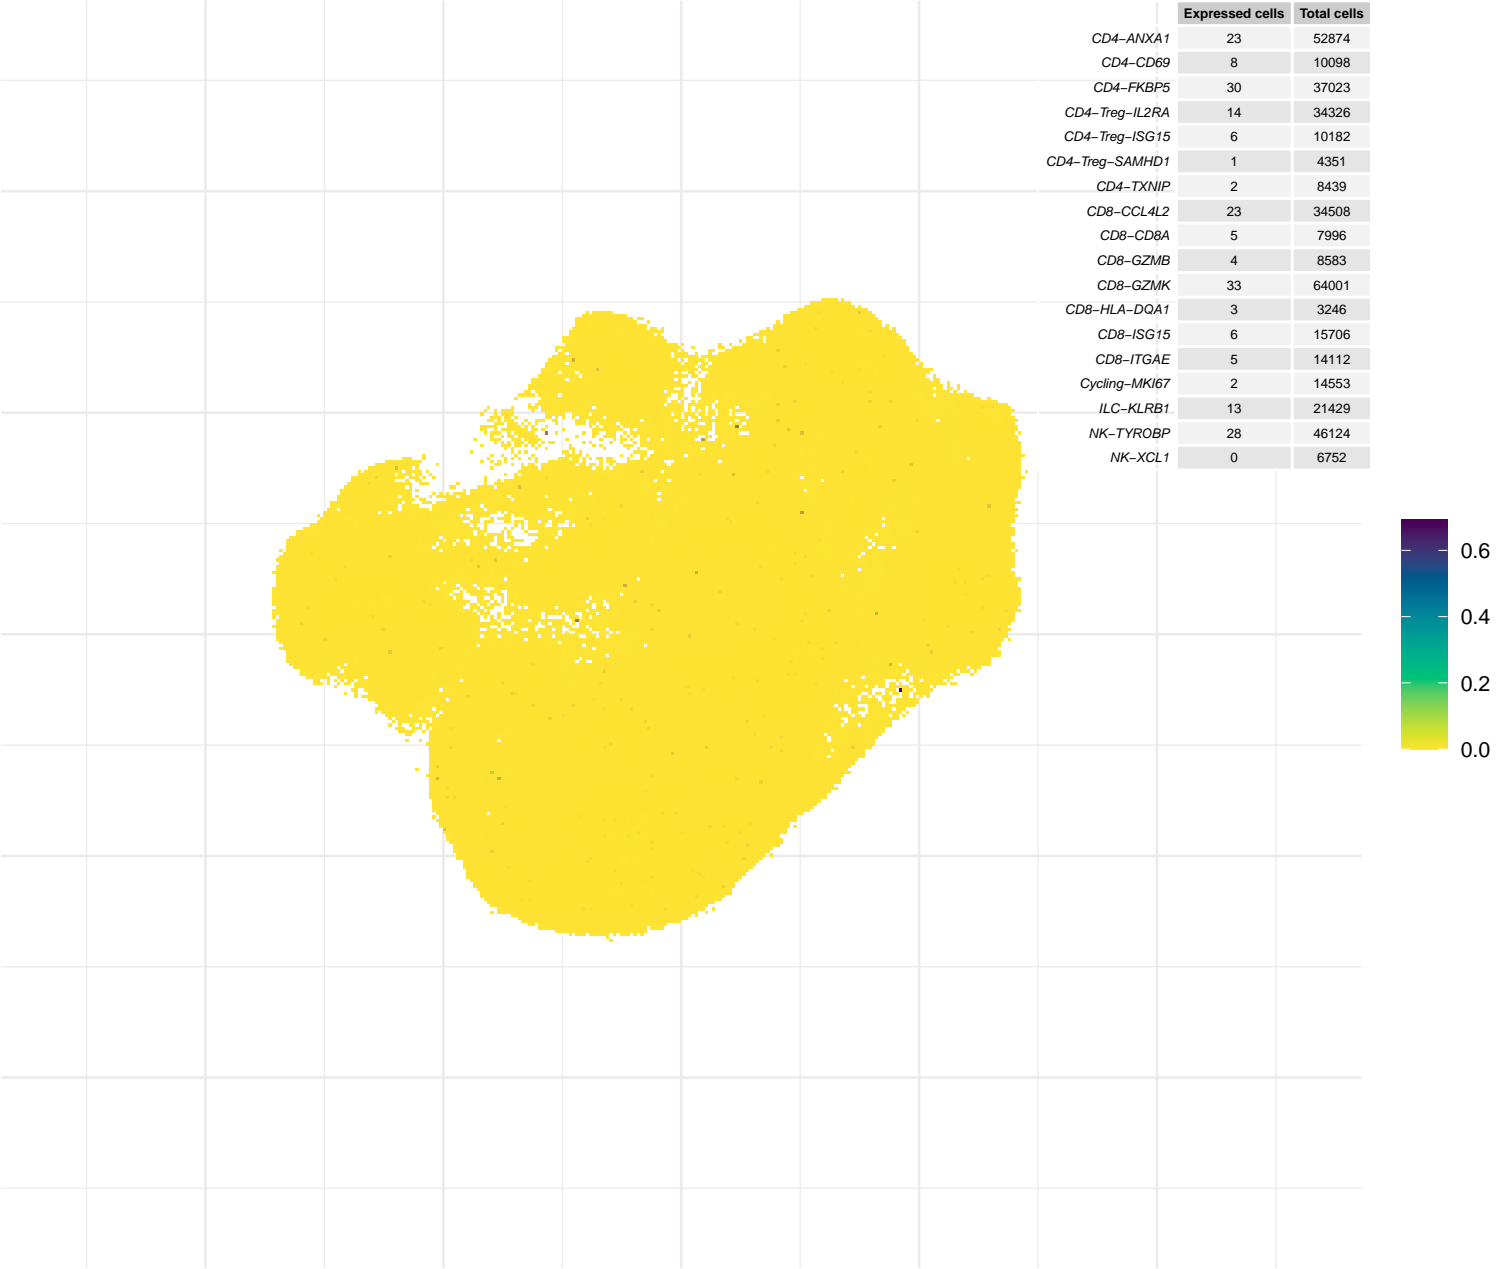 Expressed cells Total cells
CD4−ANXA1 23 52874
CD4−CD69 8 10098
CD4−FKBP5 30 37023
CD4−Treg−IL2RA 14 34326
CD4−Treg−ISG15 6 10182
CD4−Treg−SAMHD1 1 4351
CD4−TXNIP 2 8439
CD8−CCL4L2 23 34508
CD8−CD8A 5 7996
CD8−GZMB 4 8583
CD8−GZMK 33 64001
CD8−HLA−DQA1 3 3246
CD8−ISG15 6 15706
CD8−ITGAE 5 14112
Cycling−MKI67 2 14553
ILC−KLRB1 13 21429
NK−TYROBP 28 46124
NK−XCL1 0 6752
0.6
0.4
0.2
0.0